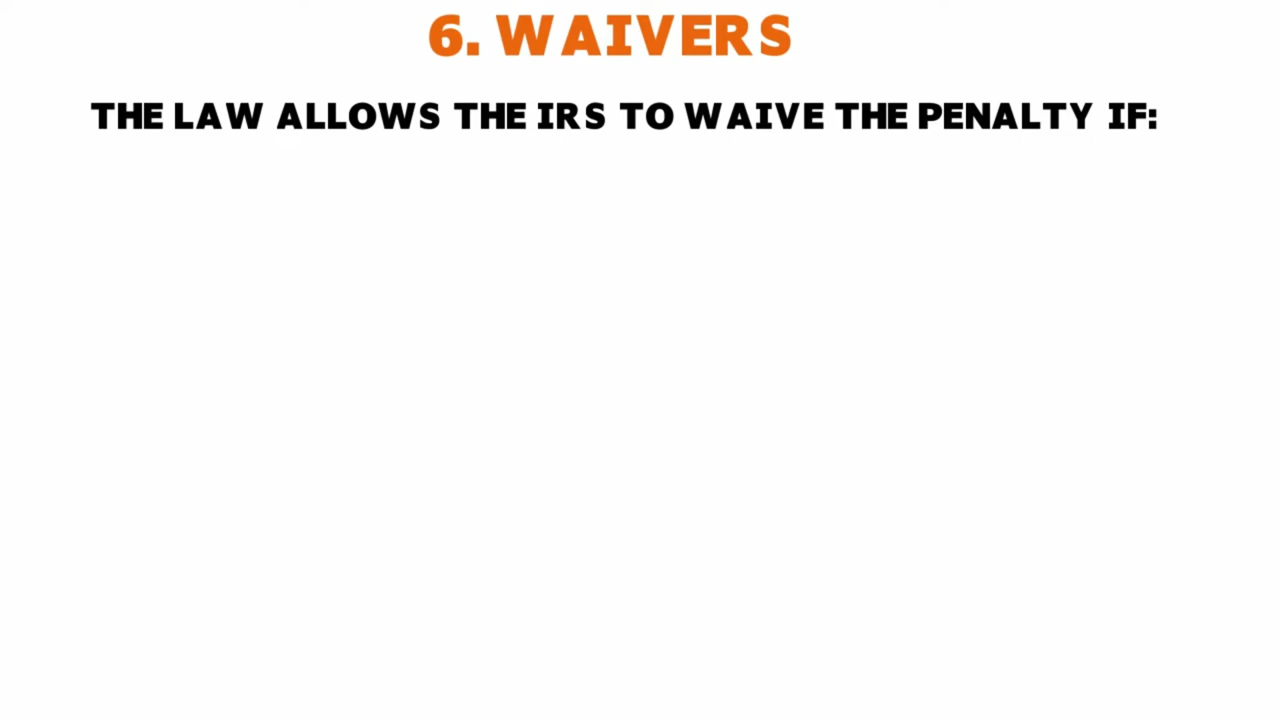 6. WAIVERS
THE LAW ALLOWS THE IRS TO WAIVE THE PENALTY IF: